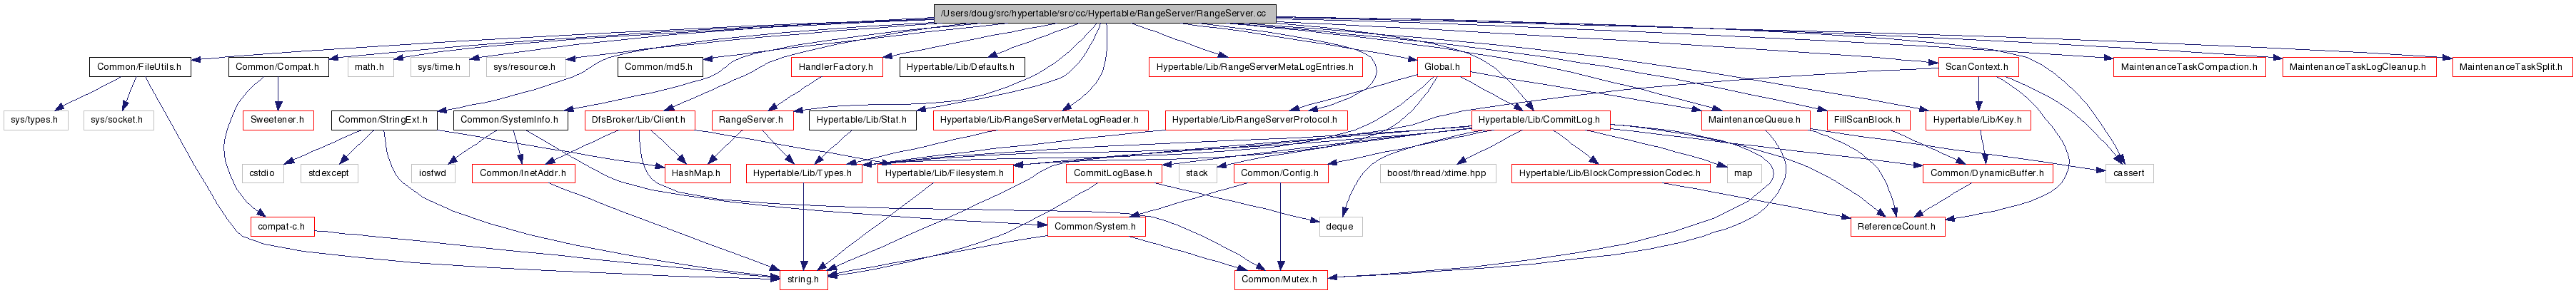 /Users/doug/src/hypertable/src/cc/Hypertable/RangeServer/RangeServer.cc
Common/FileUtils.h
Common/Compat.h
math.h
sys/time.h
sys/resource.h
Common/md5.h
HandlerFactory.h
Hypertable/Lib/Defaults.h
Hypertable/Lib/RangeServerMetaLogEntries.h
Global.h
ScanContext.h
MaintenanceTaskCompaction.h
MaintenanceTaskLogCleanup.h
MaintenanceTaskSplit.h
sys/types.h
sys/socket.h
Sweetener.h
Common/StringExt.h
Common/SystemInfo.h
DfsBroker/Lib/Client.h
RangeServer.h
Hypertable/Lib/Stat.h
Hypertable/Lib/RangeServerMetaLogReader.h
Hypertable/Lib/RangeServerProtocol.h
Hypertable/Lib/CommitLog.h
MaintenanceQueue.h
FillScanBlock.h
Hypertable/Lib/Key.h
cstdio
stdexcept
iosfwd
Common/InetAddr.h
HashMap.h
Hypertable/Lib/Types.h
Hypertable/Lib/Filesystem.h
CommitLogBase.h
stack
Common/Config.h
boost/thread/xtime.hpp
Hypertable/Lib/BlockCompressionCodec.h
map
Common/DynamicBuffer.h
cassert
compat-c.h
Common/System.h
deque
ReferenceCount.h
string.h
Common/Mutex.h